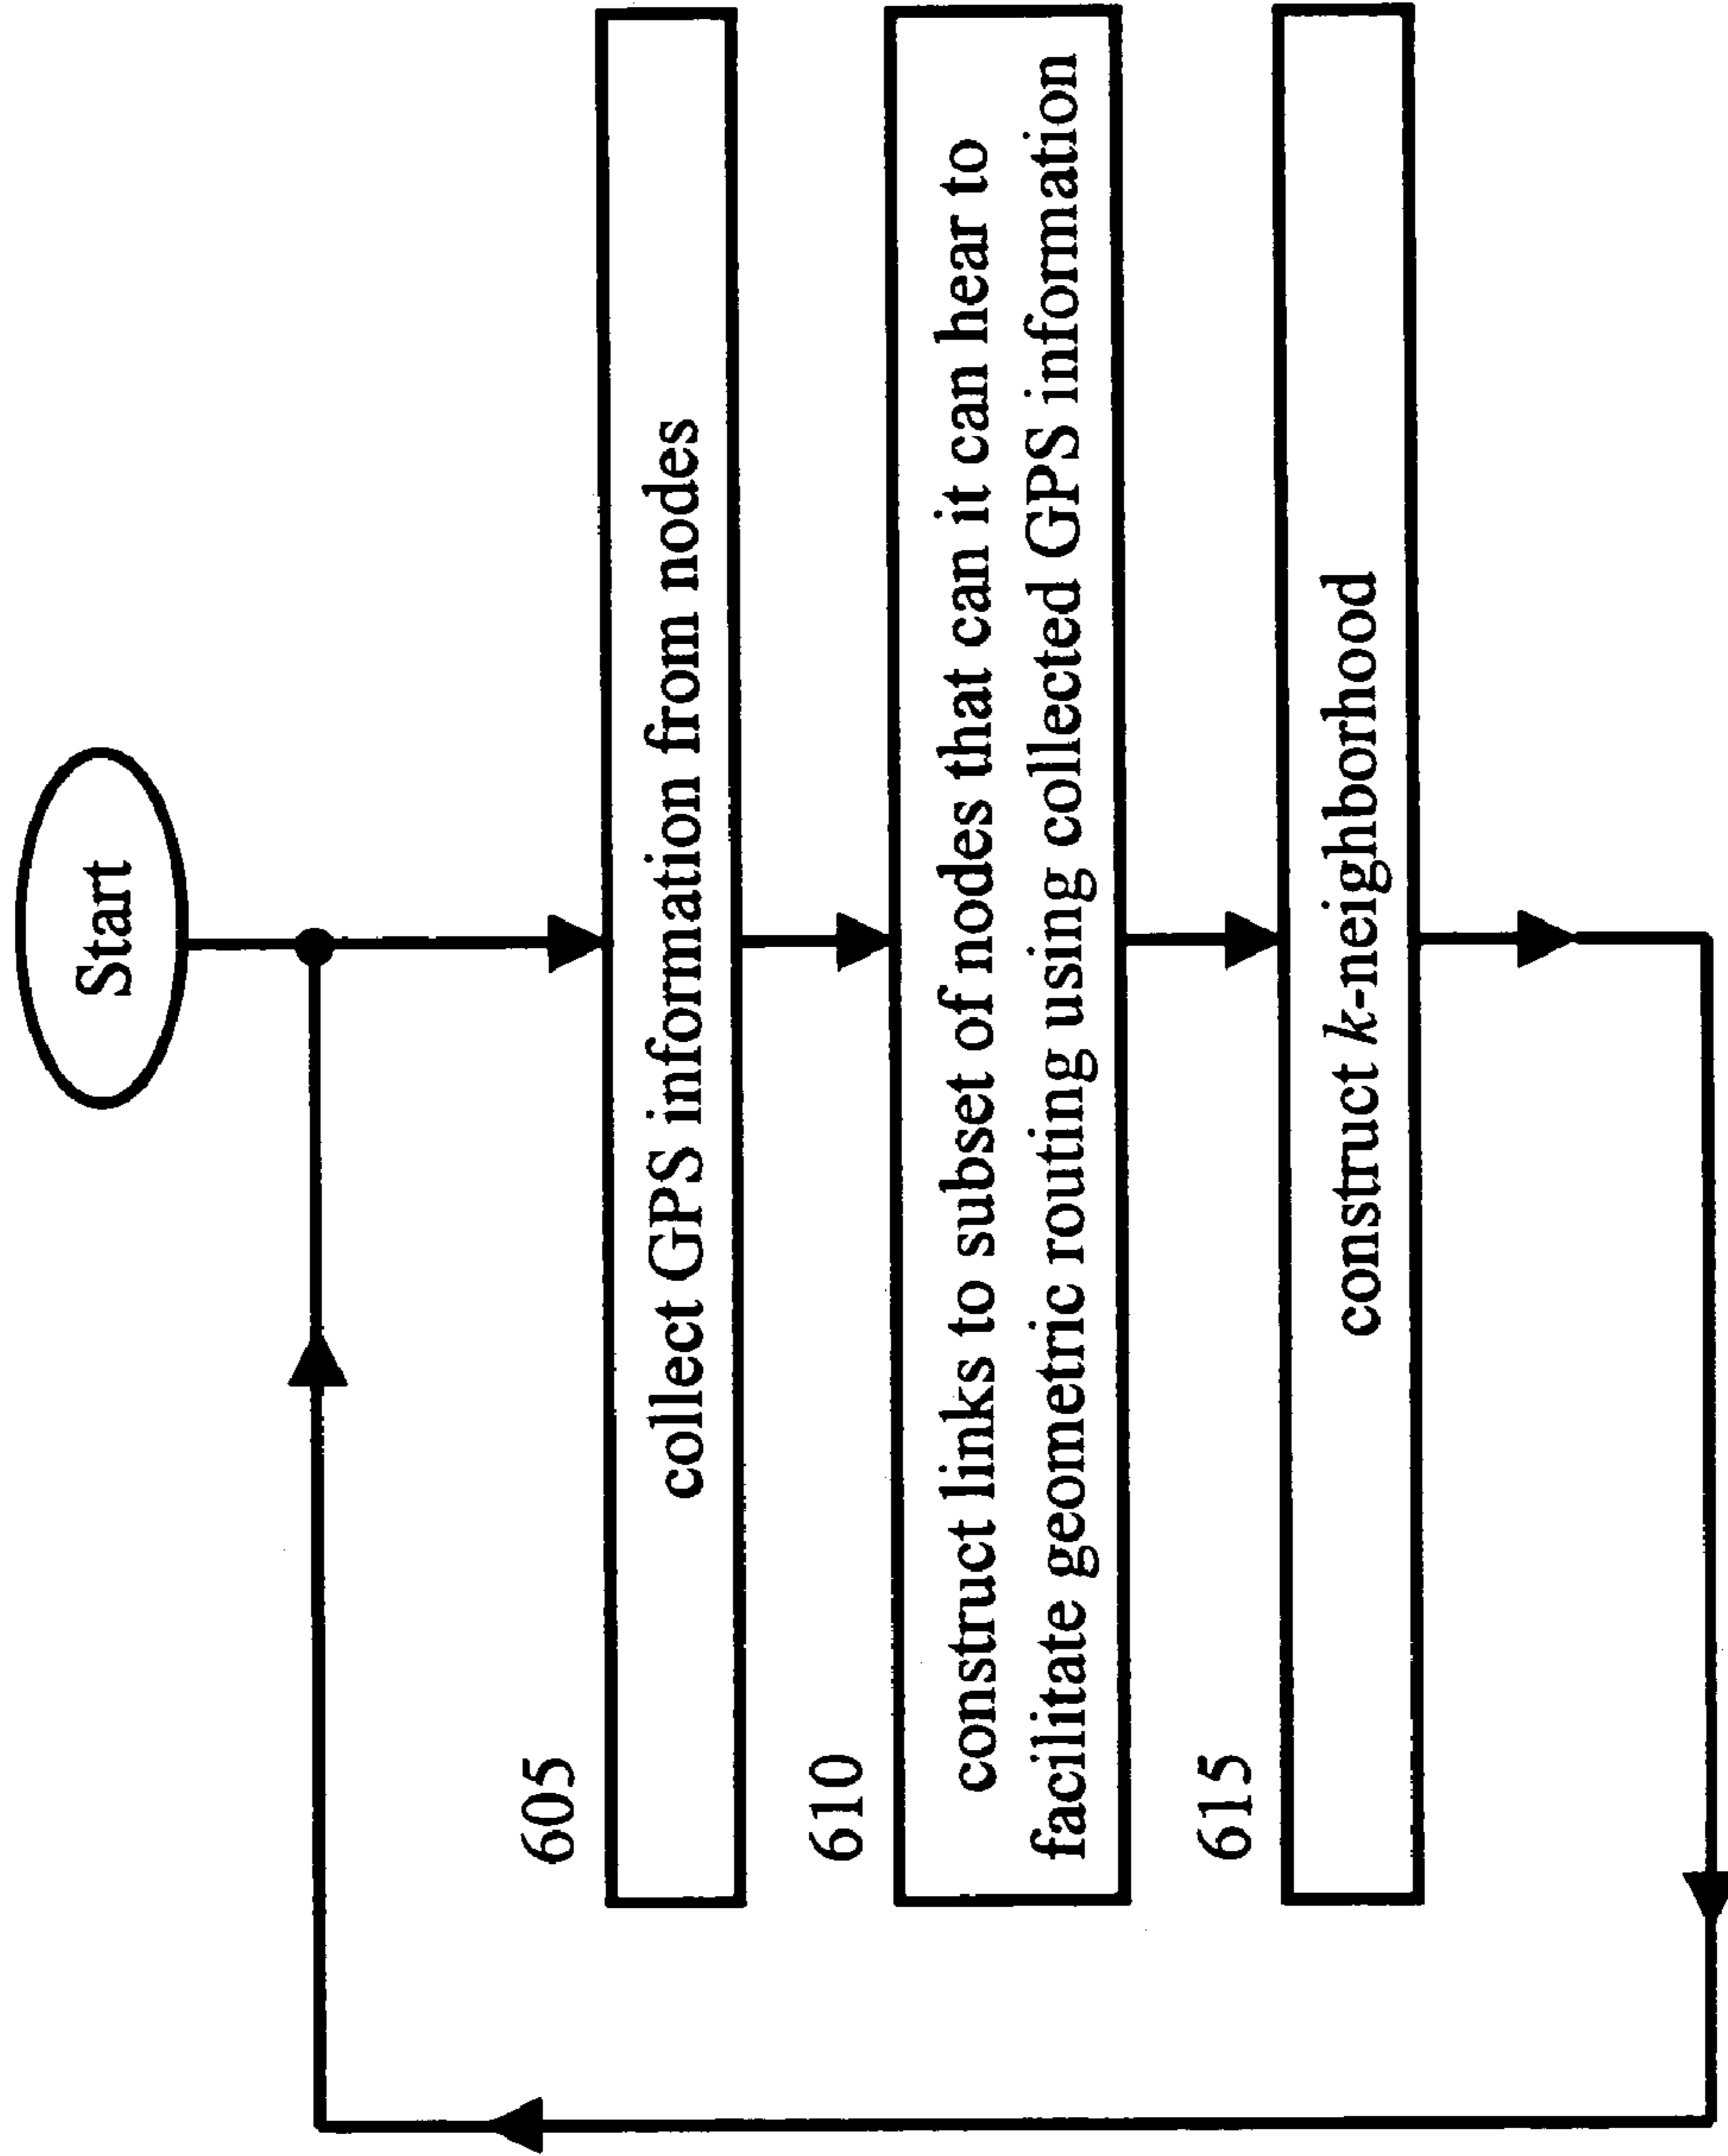 Start
605
collect GPS information from nodes
610
construct links to subset of nodes that can it can hear to
facilitate geometric routing using collected GPS information
615
construct k-neighborhood